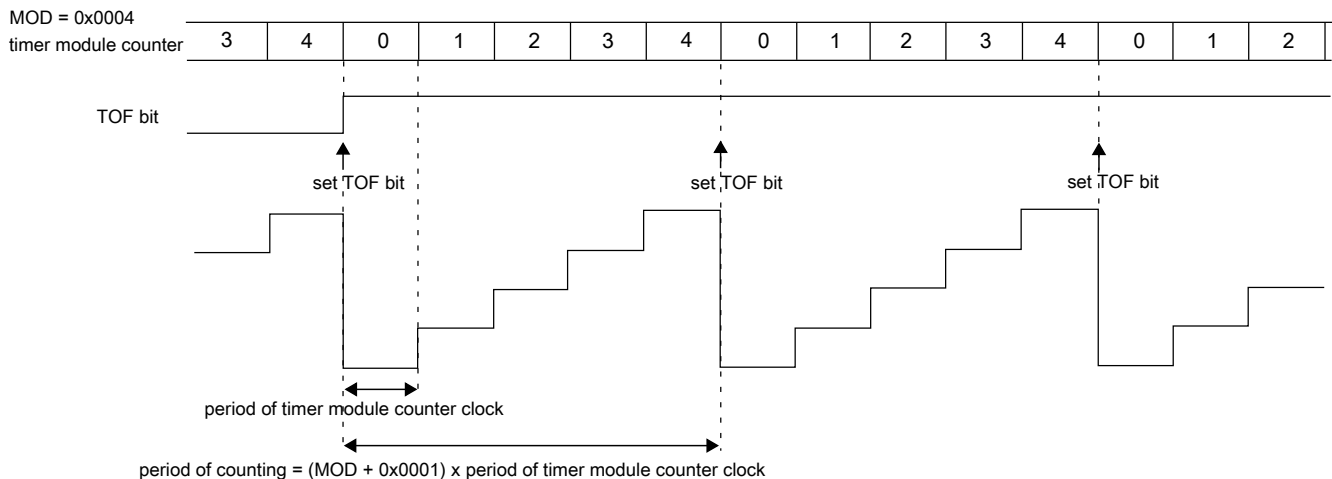 MOD = 0x0004
timer module counter 3 4 0 1 2 3 4 0 1 2 3 4 0 1 2
TOF bit
set TOF bit set TOF bit set TOF bit
period of timer module counter clock
period of counting = (MOD + 0x0001) x period of timer module counter clock